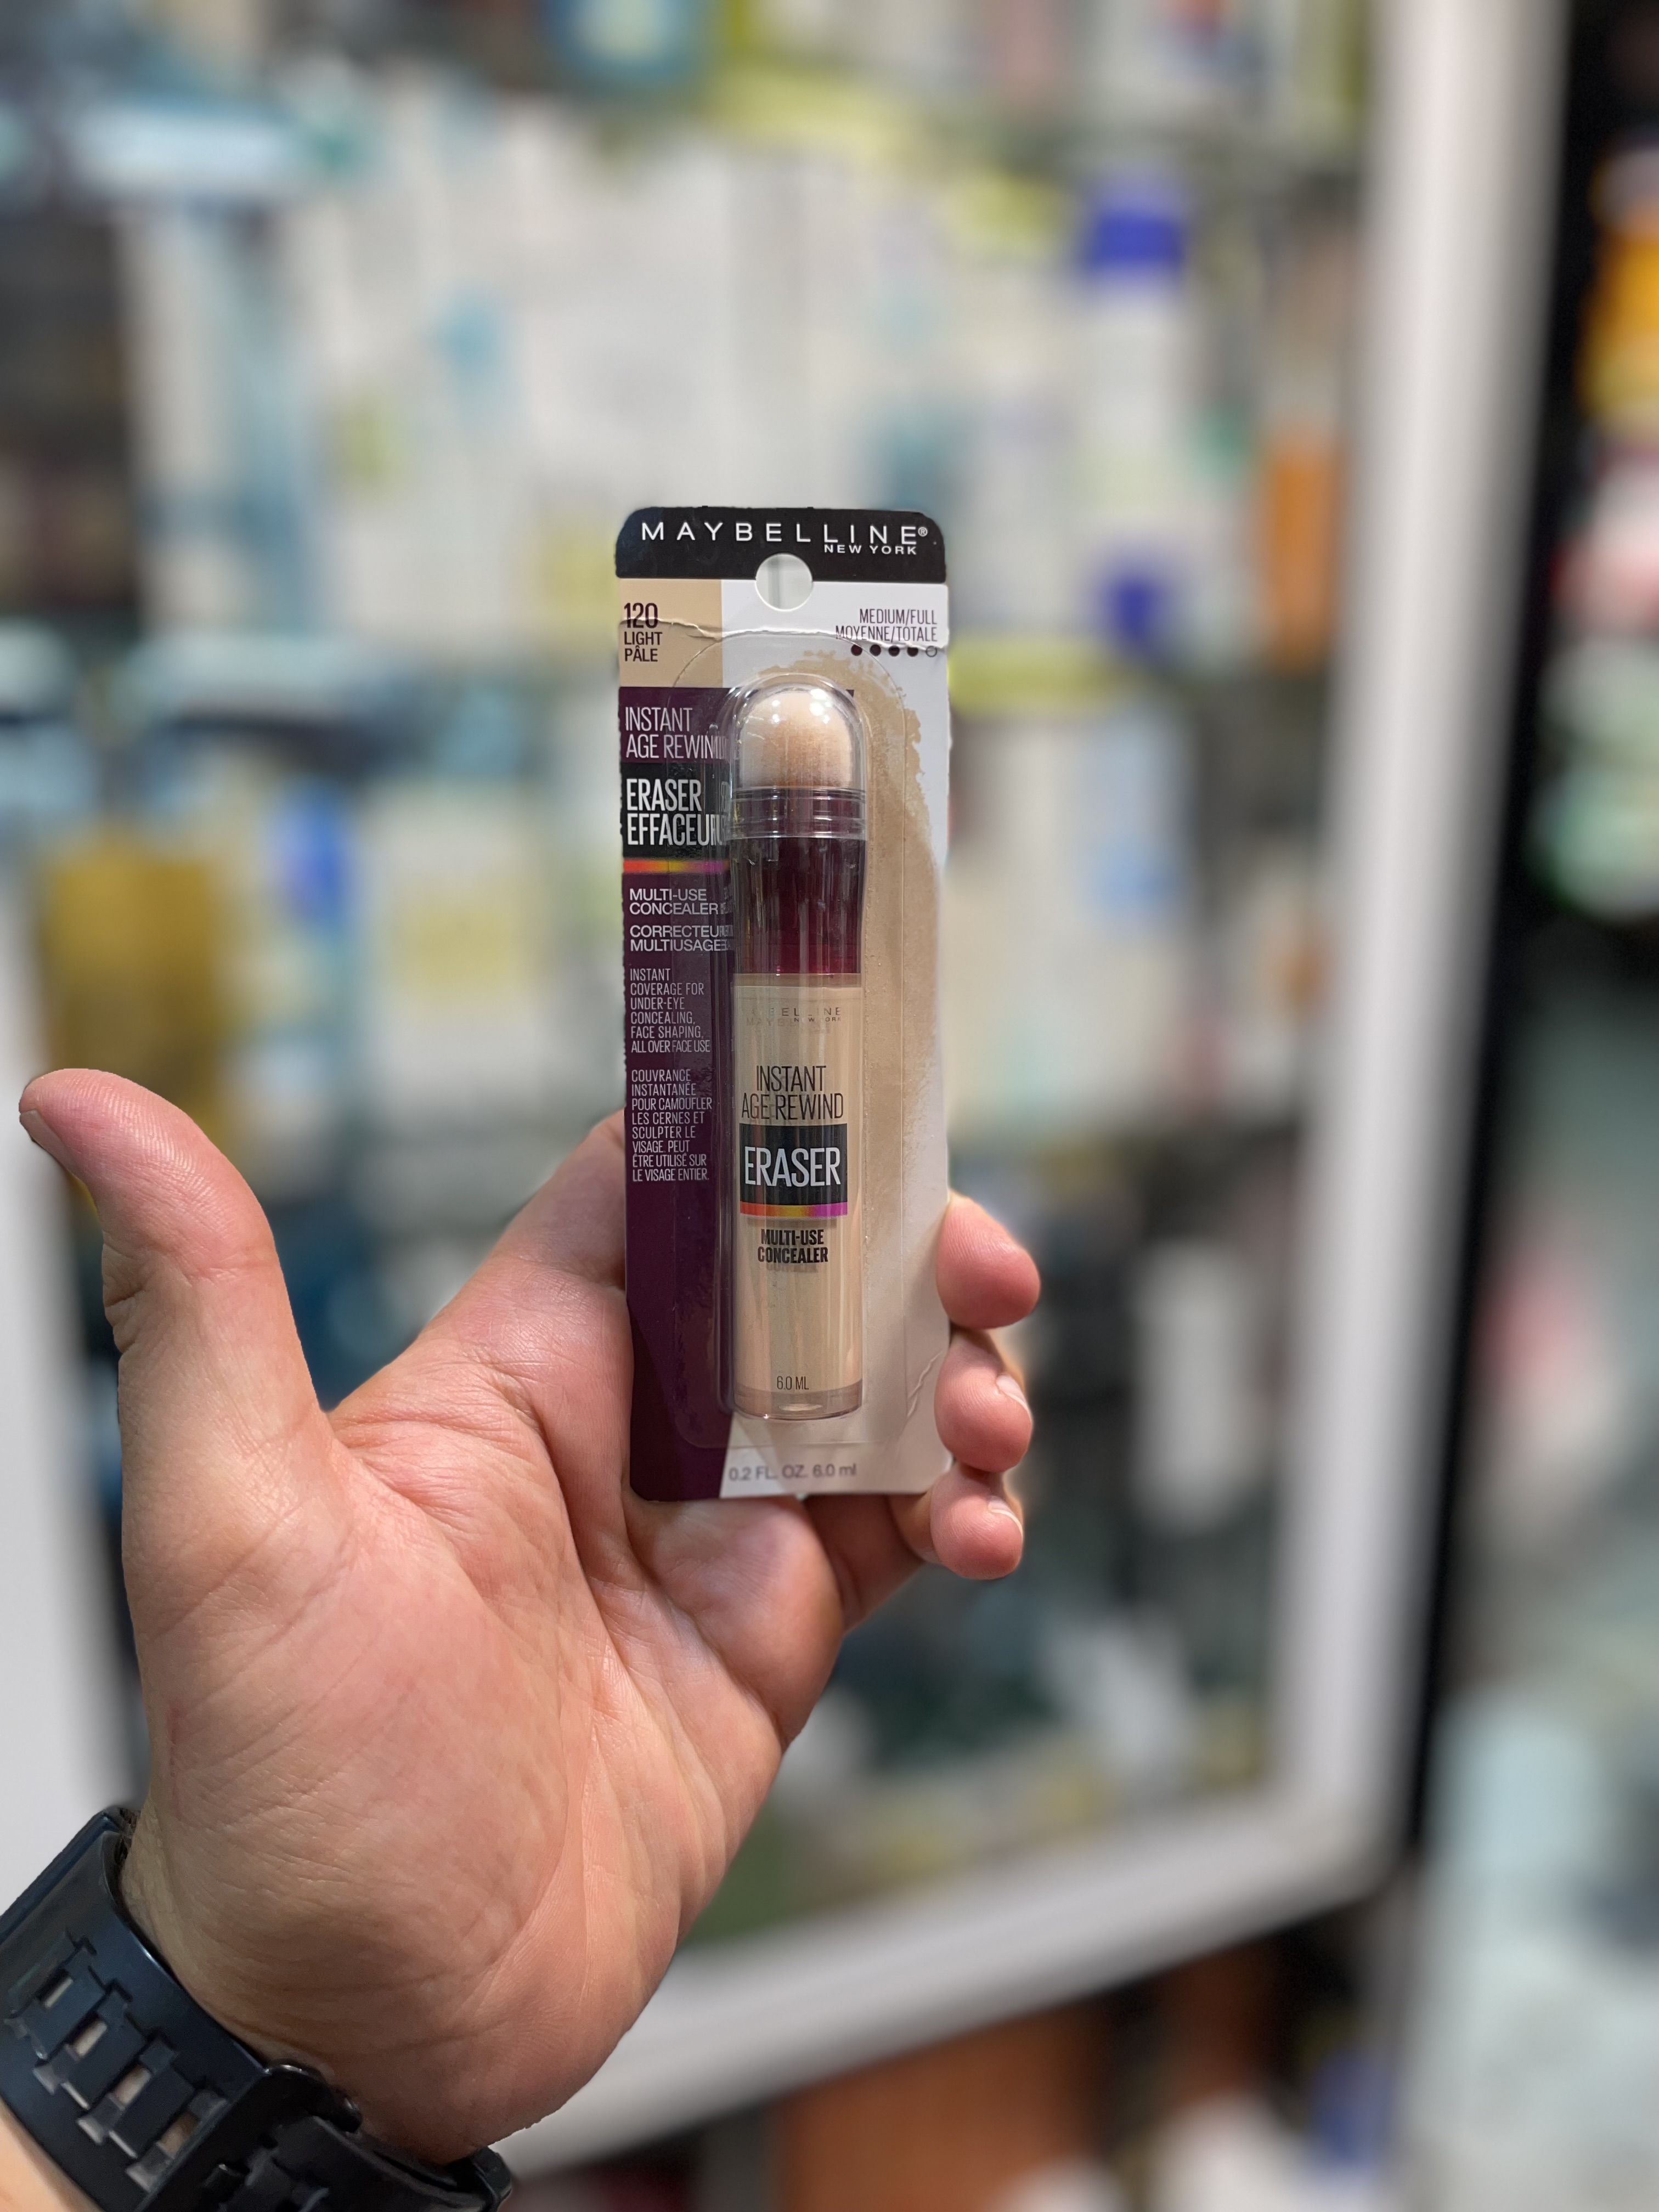 MAYBELLINE®
NEW YORK
120
LIGHT
PÂLE
MEDIUM/FULL
MOYENNE/TOTALE
INSTANT
AGE REWIND
ERASER
EFFACEUR
MULTI-USE
CONCEALER
CORRECTEUR
MULTIUSAGE
INSTANT
COVERAGE FOR
UNDER-EYE
CONCEALING,
FACE SHAPING,
ALL OVER FACE USE
COUVRANCE
INSTANTANÉE
POUR CAMOUFLER
LES CERNES ET
SCULPTER LE
VISAGE. PEUT
ÊTRE UTILISÉ SUR
LE VISAGE ENTIER.
INSTANT
AGE REWIND
ERASER
MULTI-USE
CONCEALER
6.0 ML
0.2 FL. OZ. 6.0 ml